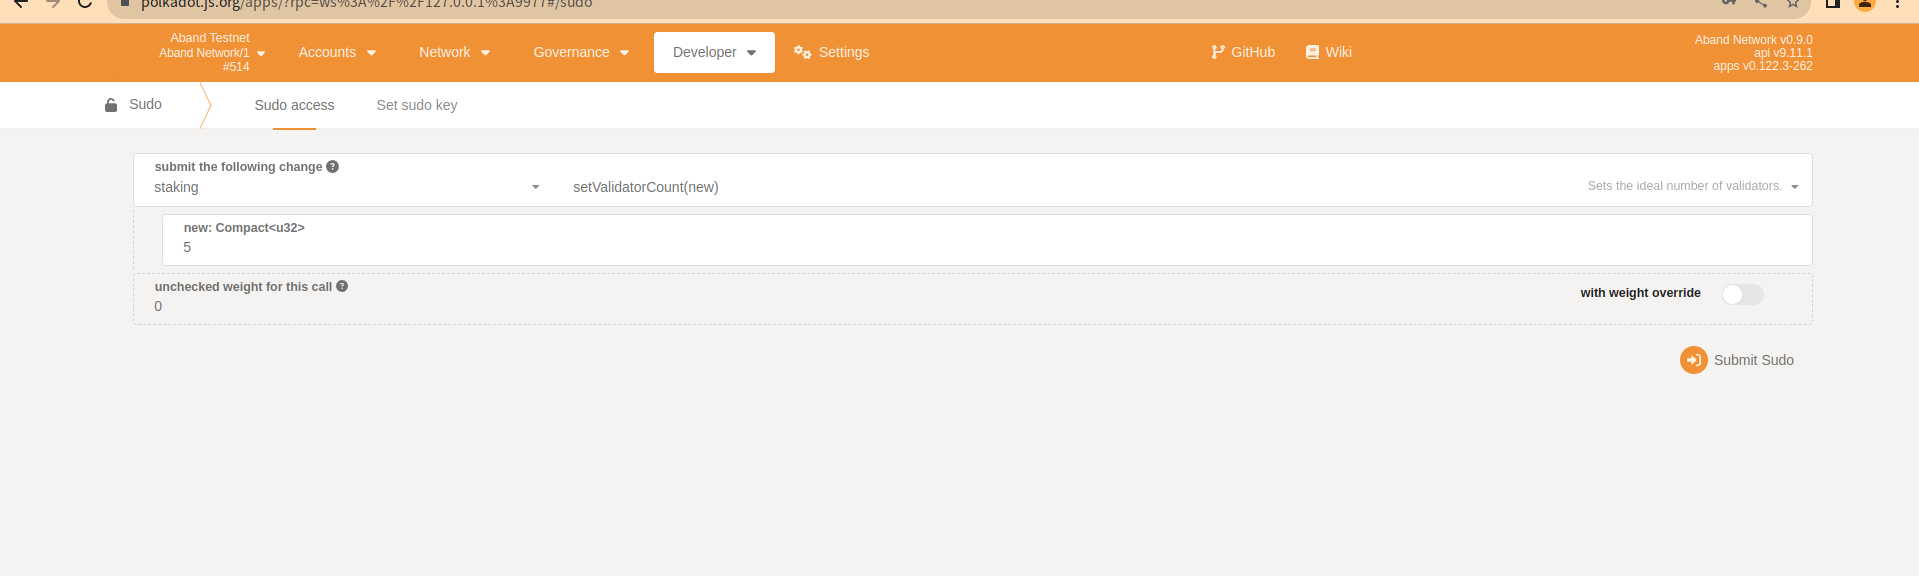 polkadot.js.org/apps/?rpc=ws%3A%2F%2F127.0.0.1%3A9977#/sudo
Aband Testnet
Aband Network/1
#514
Accounts
Network
Governance
Developer
Settings
GitHub
Wiki
Aband Network v0.9.0
api v9.11.1
apps v0.122.3-262
Sudo
Sudo access
Set sudo key
submit the following change
staking
setValidatorCount(new)
Sets the ideal number of validators.
new: Compact<u32>
5
unchecked weight for this call
0
with weight override
Submit Sudo